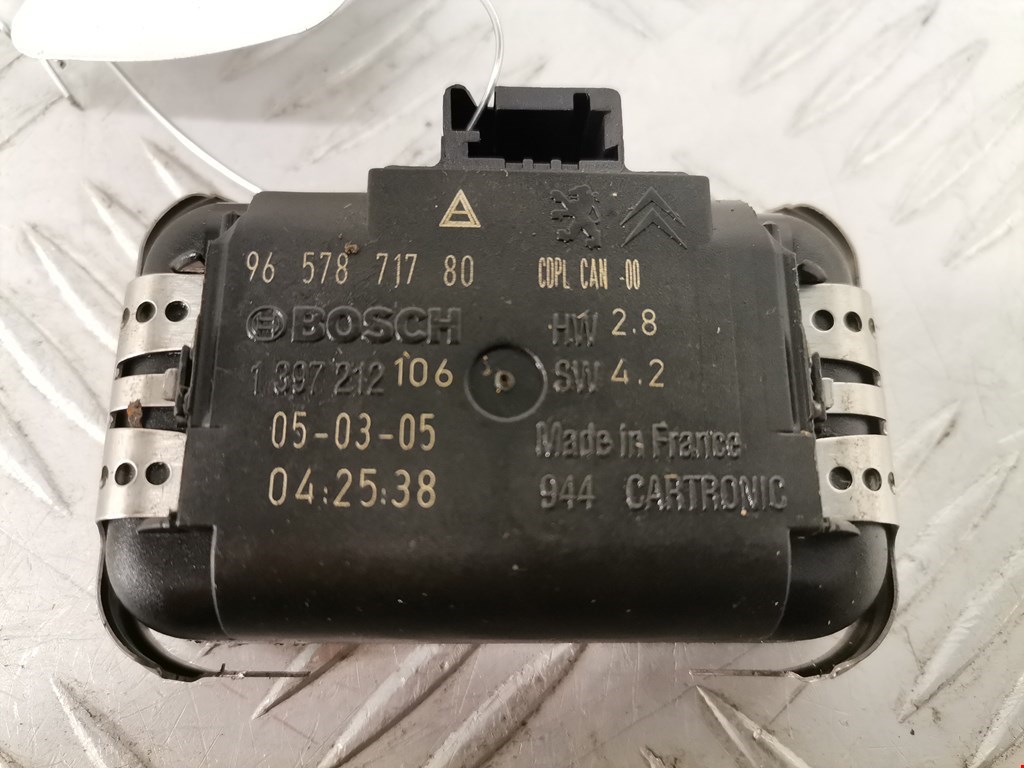 96 578 717 80
CDPL CAN -00
BOSCH
HW 2.8
1 397 212 106
SW 4.2
05-03-05
Made in France
04:25:38
944 CARTRONIC